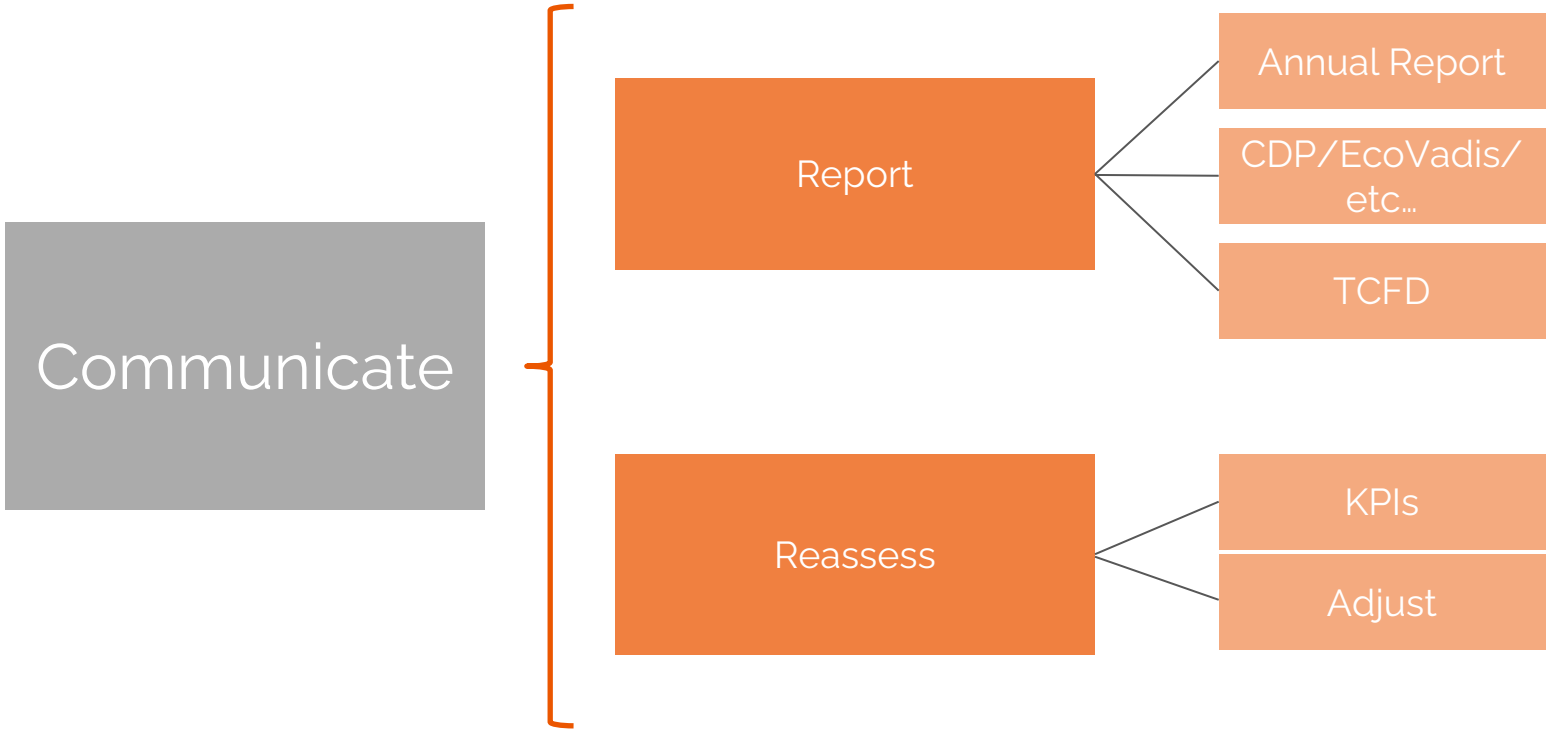 Communicate
Report
Annual Report
CDP/EcoVadis/
etc...
TCFD
Reassess
KPIs
Adjust